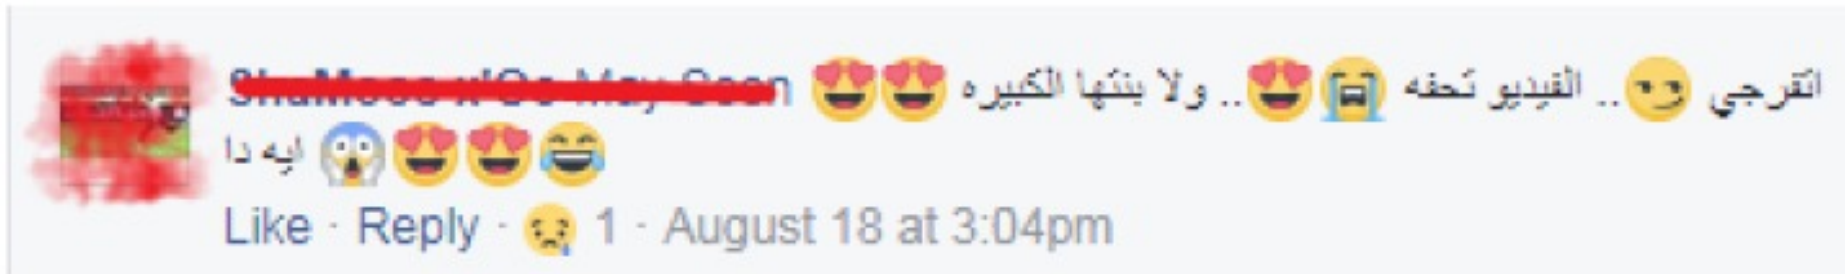 اتفرجي 😏.. الفيديو تحفه 😭😍.. ولا بنتها الكبيره 😍😍
😂😍😍😱 ايه دا
Like · Reply · 😢 1 · August 18 at 3:04pm